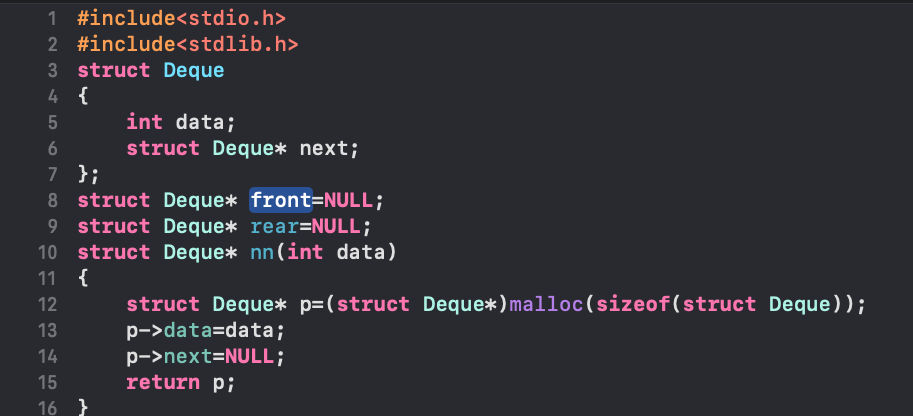 1 #include<stdio.h>
2 #include<stdlib.h>
3 struct Deque
4 {
5     int data;
6     struct Deque* next;
7 };
8 struct Deque* front=NULL;
9 struct Deque* rear=NULL;
10 struct Deque* nn(int data)
11 {
12     struct Deque* p=(struct Deque*)malloc(sizeof(struct Deque));
13     p->data=data;
14     p->next=NULL;
15     return p;
16 }